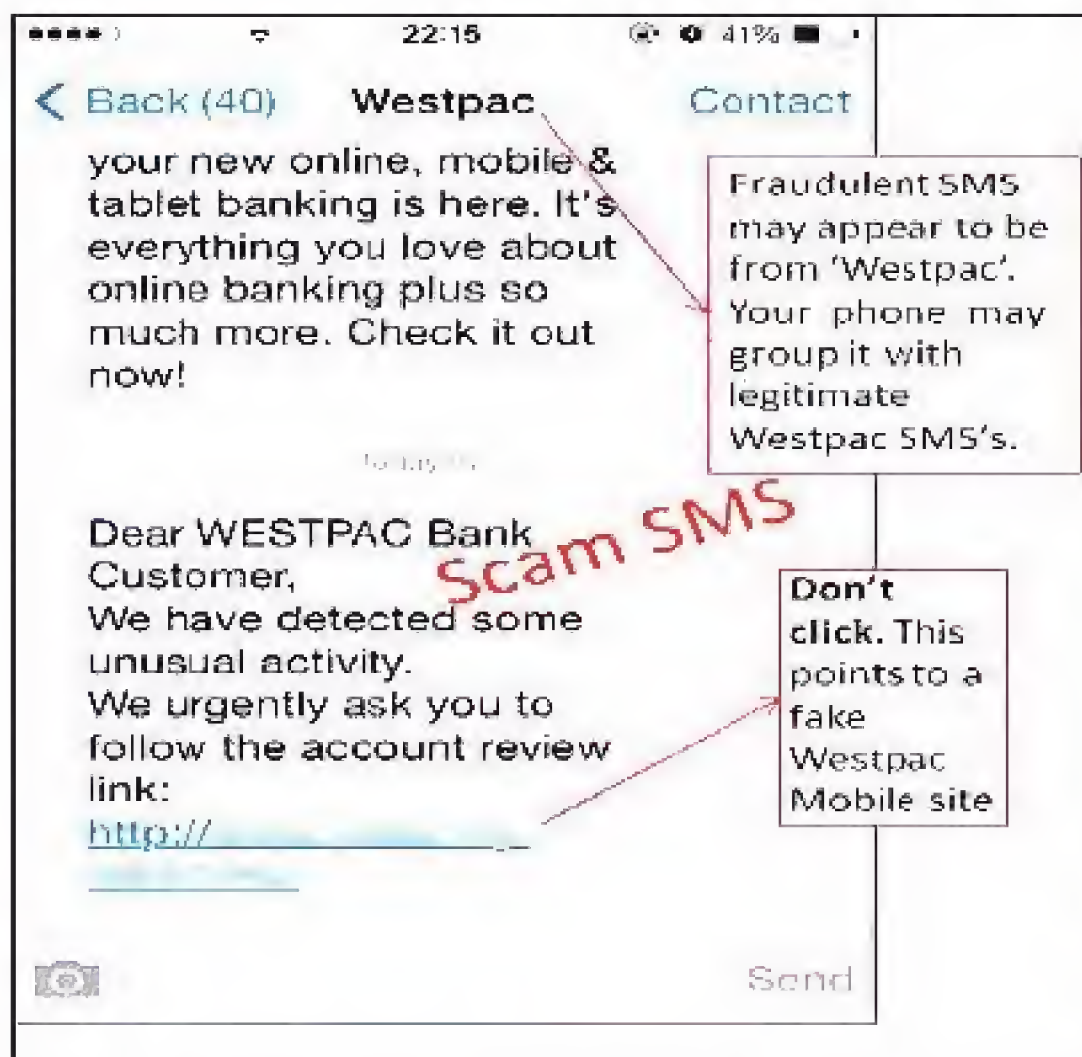 22:15
41%
Back (40)
Westpac
Contact
your new online, mobile &
tablet banking is here. It's
everything you love about
online banking plus so
much more. Check it out
now!
Fraudulent SMS
may appear to be
from 'Westpac'.
Your phone may
group it with
legitimate
Westpac SMS's.
Scam SMS
Dear WESTPAC Bank
Customer,
We have detected some
unusual activity.
We urgently ask you to
follow the account review
link:
http://
Don't
click. This
points to a
fake
Westpac
Mobile site
Send